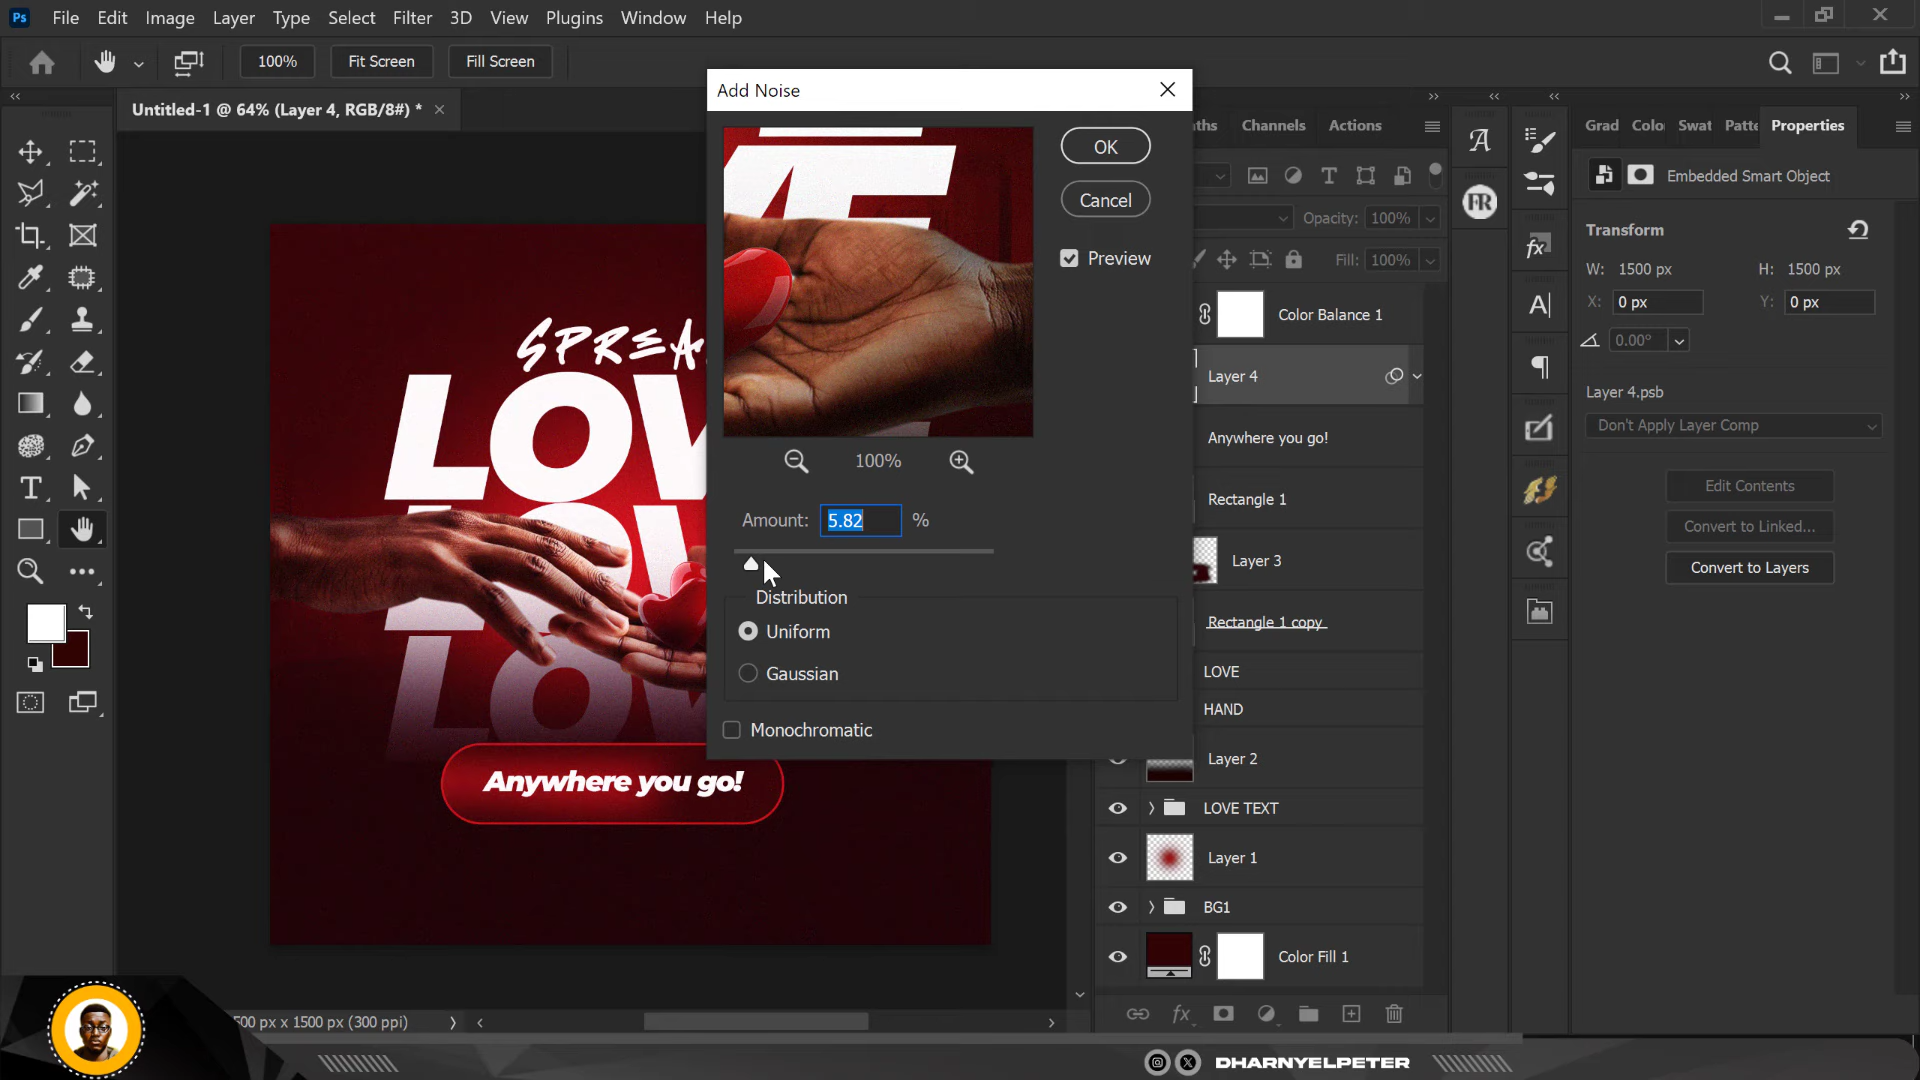 Ps File Edit Image Layer Type Select Filter 3D View Plugins Window Help
100% Fit Screen Fill Screen
Untitled-1 @ 64% (Layer 4, RGB/8#) *
Add Noise
OK
Cancel
Preview
100%
Amount: 5.82 %
Distribution
Uniform
Gaussian
Monochromatic
SPREA
LOV
LOV
Anywhere you go!
Channels Actions
Opacity: 100%
Fill: 100%
Color Balance 1
Layer 4
Anywhere you go!
Rectangle 1
Layer 3
Rectangle 1 copy
LOVE
HAND
Layer 2
LOVE TEXT
Layer 1
BG1
Color Fill 1
FR
Grad Colo Swat Patte Properties
Embedded Smart Object
Transform
W: 1500 px H: 1500 px
X: 0 px Y: 0 px
0.00°
Layer 4.psb
Don't Apply Layer Comp
Edit Contents
Convert to Linked...
Convert to Layers
00 px x 1500 px (300 ppi)
DHARNYELPETER